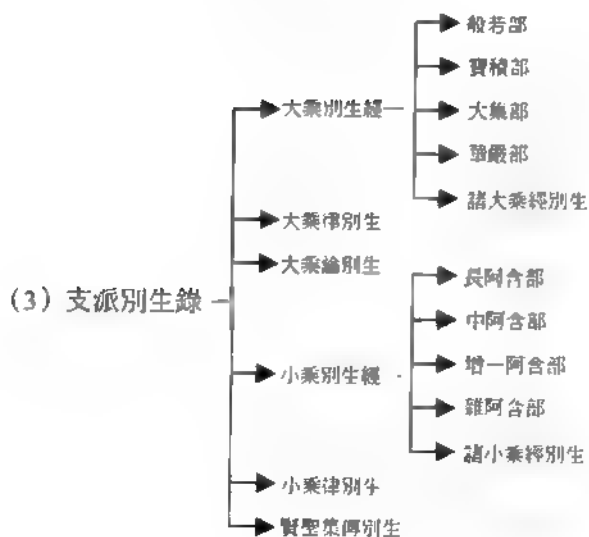 (3) 支派別生錄
大乘別生經
般若部
寶積部
大集部
華嚴部
諸大乘經別生
大乘律別生
大乘論別生
小乘別生經
長阿含部
中阿含部
增一阿含部
雜阿含部
諸小乘經別生
小乘律別生
賢聖集傳別生